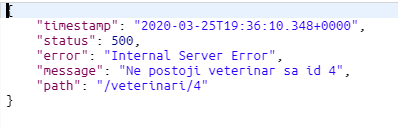 {
"timestamp": "2020-03-25T19:36:10.348+0000",
"status": 500,
"error": "Internal Server Error",
"message": "Ne postoji veterinar sa id 4",
"path": "/veterinari/4"
}